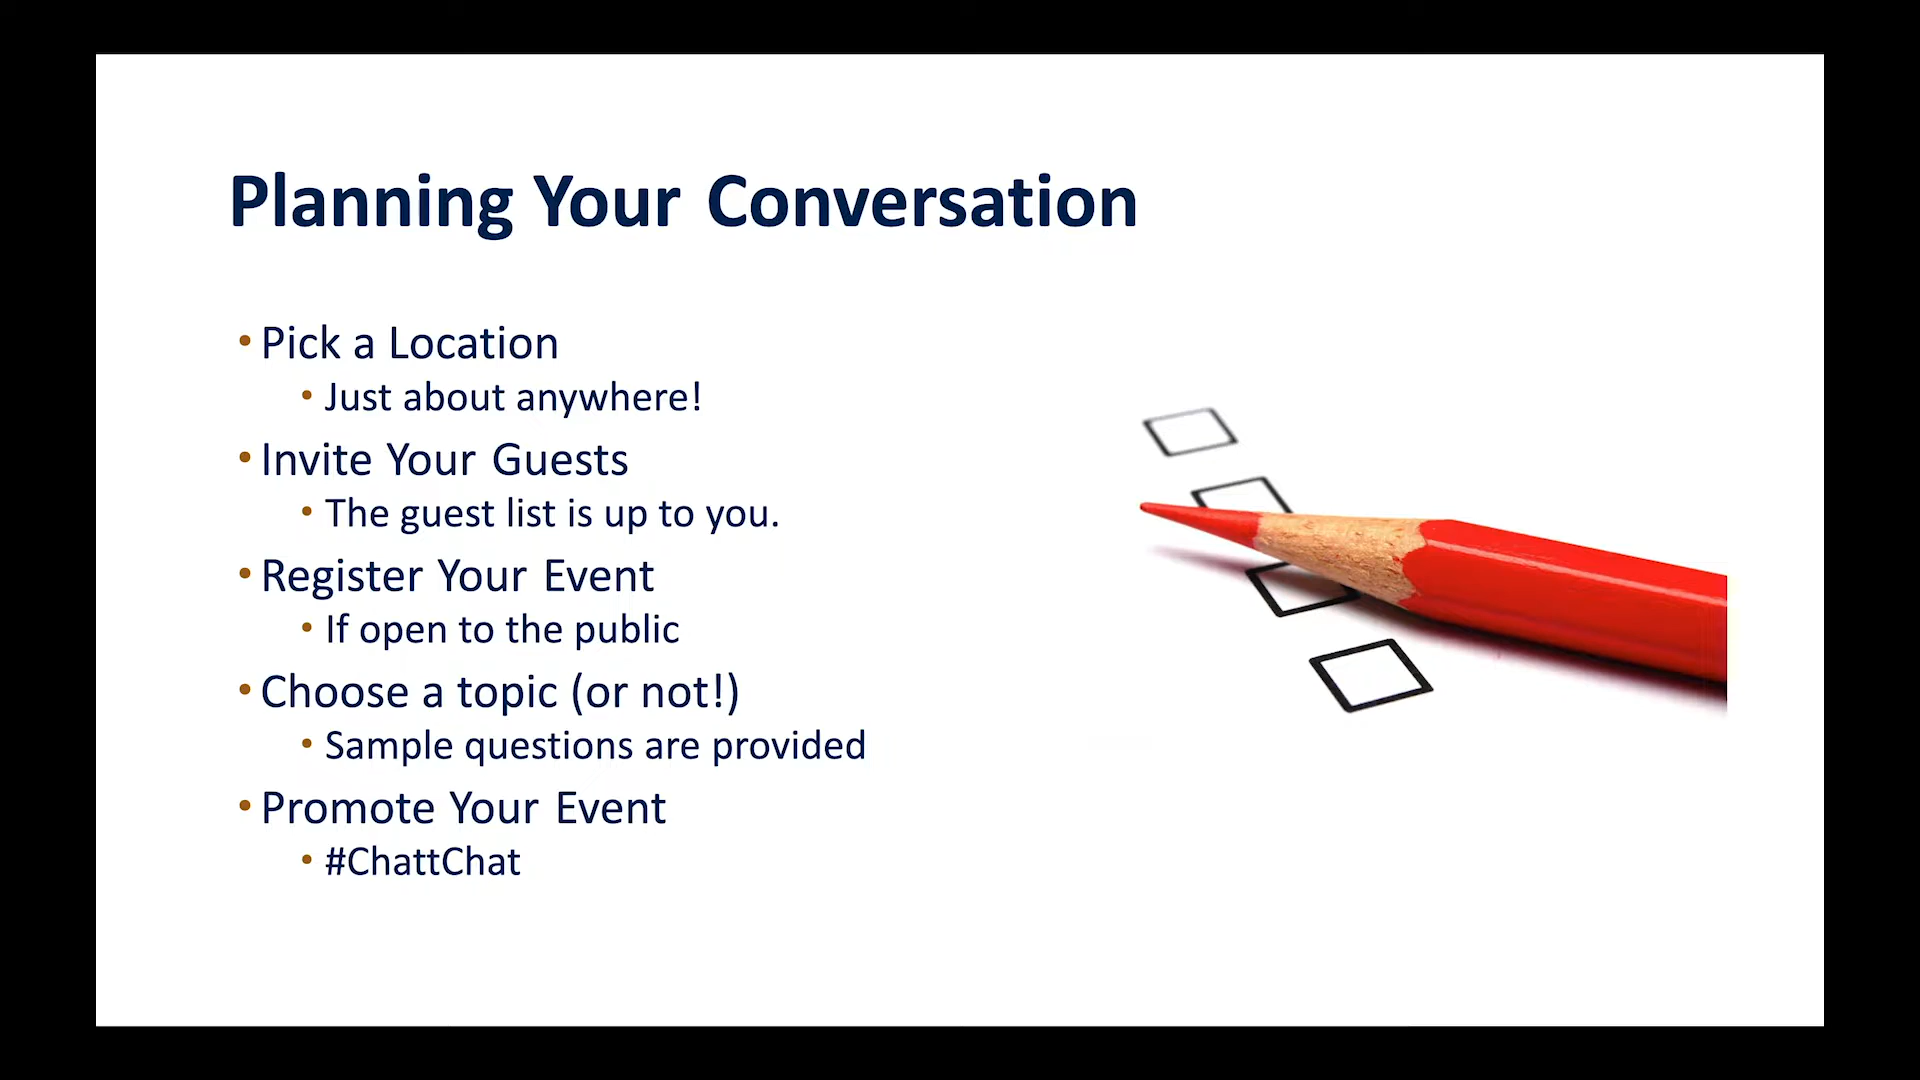 Planning Your Conversation
• Pick a Location
• Just about anywhere!
• Invite Your Guests
• The guest list is up to you.
• Register Your Event
• If open to the public
• Choose a topic (or not!)
• Sample questions are provided
• Promote Your Event
• #ChattChat